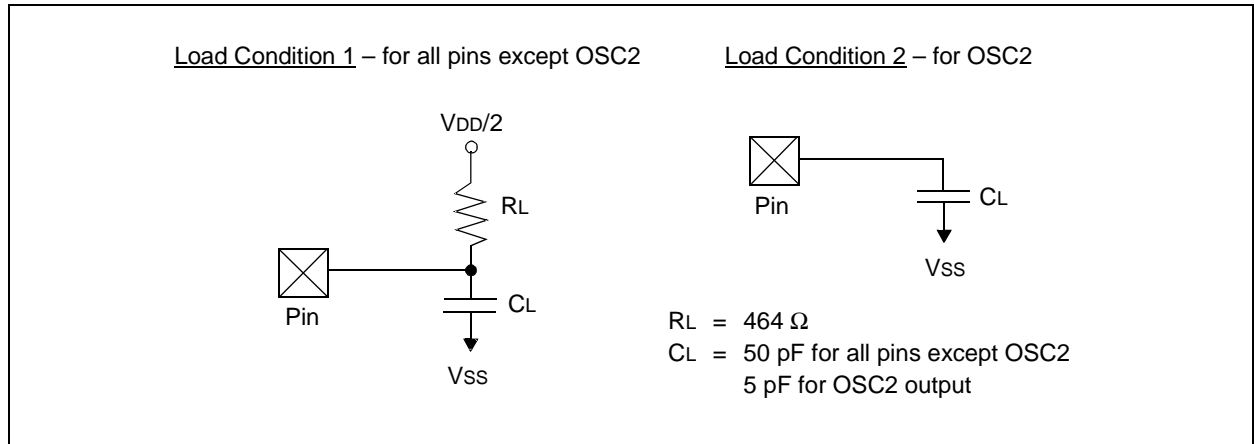 Load Condition 1 – for all pins except OSC2
Load Condition 2 – for OSC2
VDD/2
RL
Pin
CL
VSS
Pin
CL
VSS
RL = 464 Ω
CL = 50 pF for all pins except OSC2
5 pF for OSC2 output